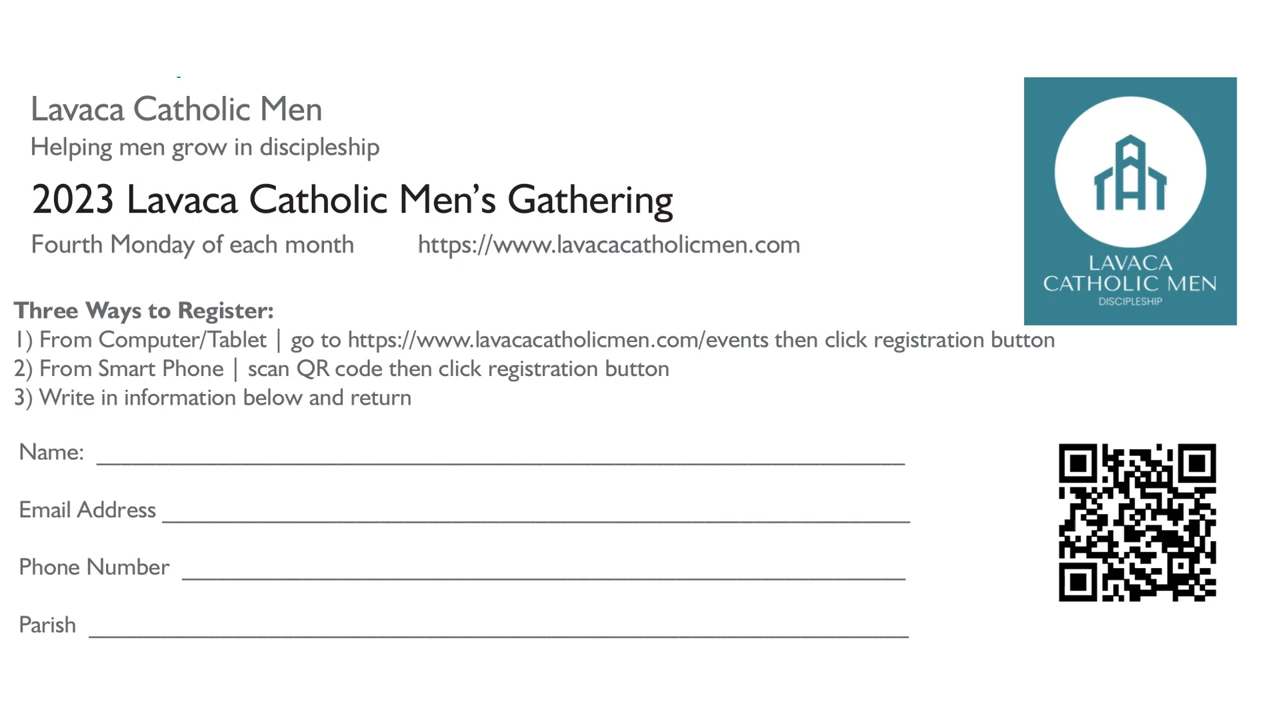 Lavaca Catholic Men
Helping men grow in discipleship
2023 Lavaca Catholic Men's Gathering
Fourth Monday of each month https://www.lavacacatholicmen.com
LAVACA
CATHOLIC MEN
DISCIPLESHIP
Three Ways to Register:
1) From Computer/Tablet | go to https://www.lavacacatholicmen.com/events then click registration button
2) From Smart Phone | scan QR code then click registration button
3) Write in information below and return
Name:
Email Address
Phone Number
Parish